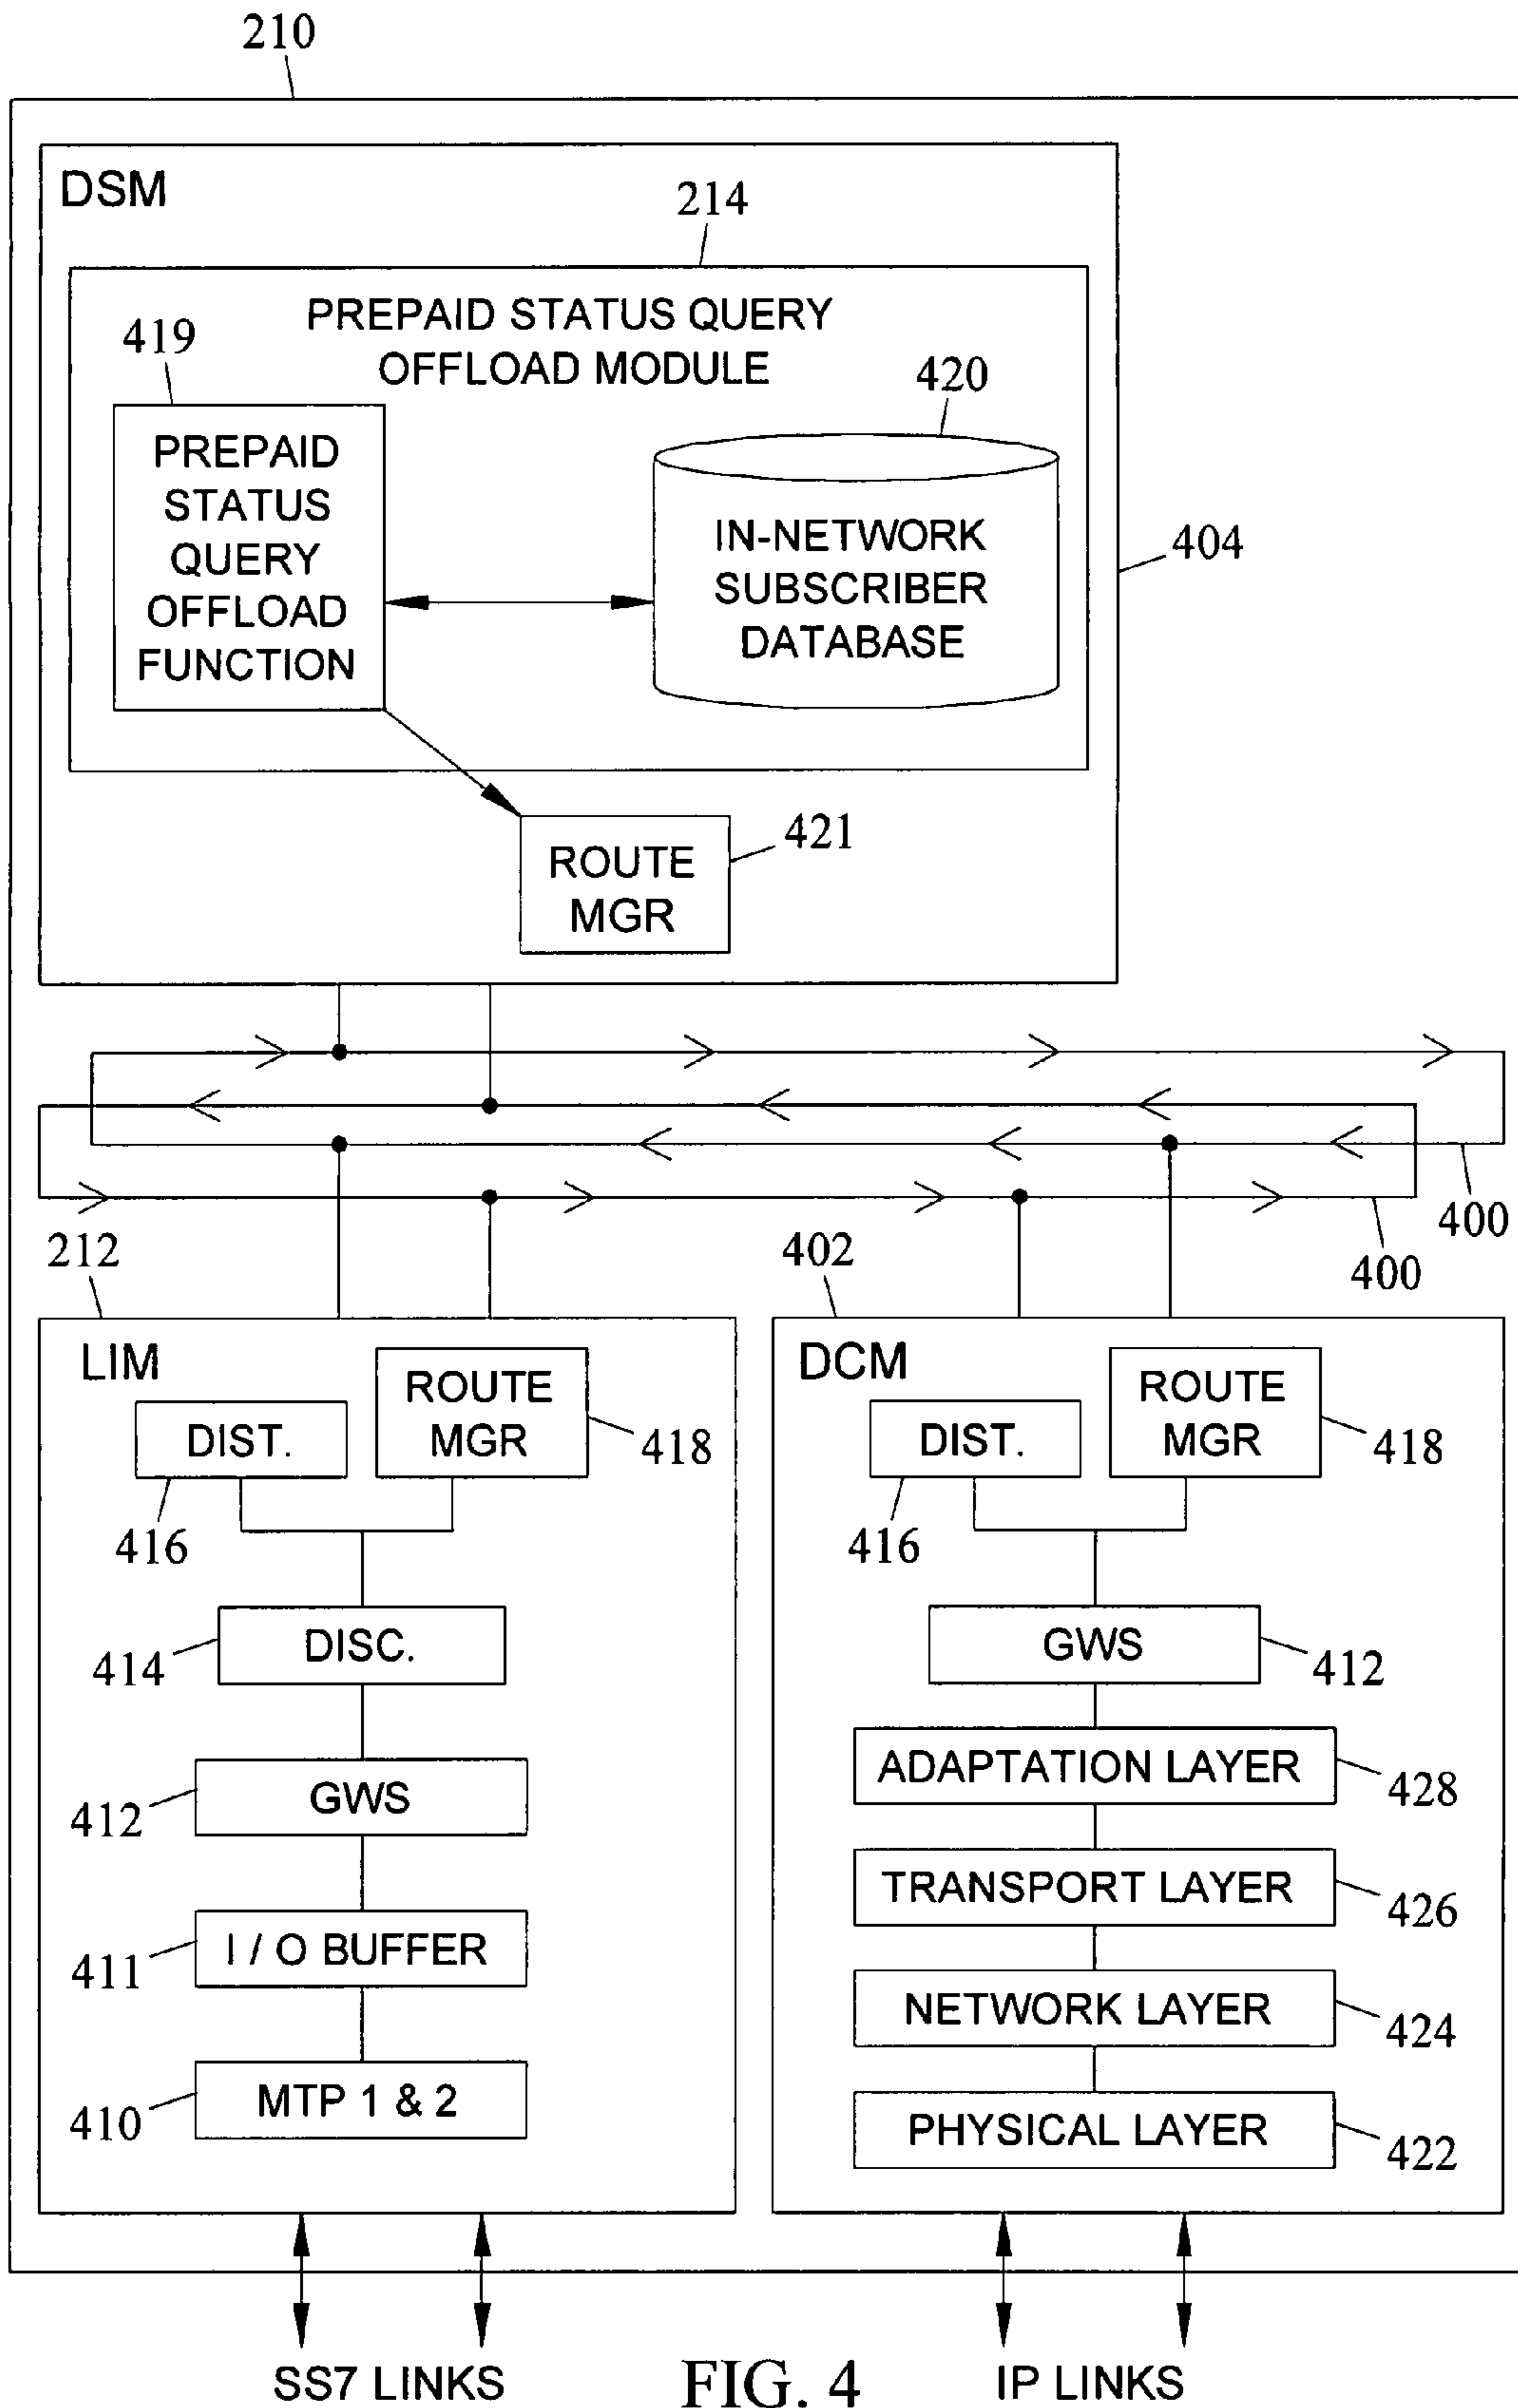 210
DSM
214
PREPAID STATUS QUERY
OFFLOAD MODULE
419
420
PREPAID
STATUS
QUERY
OFFLOAD
FUNCTION
IN-NETWORK
SUBSCRIBER
DATABASE
404
ROUTE
MGR
421
400
400
212
402
LIM
DIST.
416
ROUTE
MGR
418
DISC.
414
GWS
412
I / O BUFFER
411
MTP 1 & 2
410
DCM
DIST.
416
ROUTE
MGR
418
GWS
412
ADAPTATION LAYER
428
TRANSPORT LAYER
426
NETWORK LAYER
424
PHYSICAL LAYER
422
SS7 LINKS
IP LINKS
FIG. 4